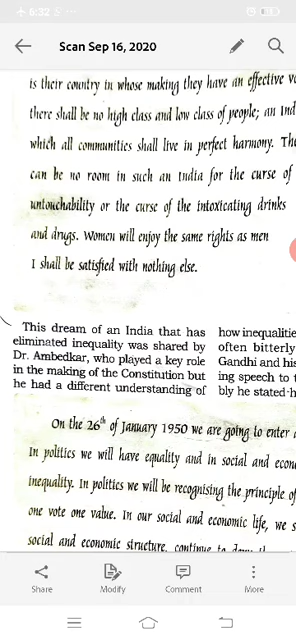 6:32
Scan Sep 16, 2020
is their country in whose making they have an effective
there shall be no high class and low class of people; an
which all communities shall live in perfect harmony.
can be no room in such an India for the curse of
untouchability or the curse of the intoxicating drinks
and drugs. Women will enjoy the same rights as men
I shall be satisfied with nothing else.
This dream of an India that has
eliminated inequality was shared by
Dr. Ambedkar, who played a key role
in the making of the Constitution but
he had a different understanding of
how inequalitie
often bitterly
Gandhi and his
ing speech to
bly he stated
On the 26th of January 1950 we are going to enter
In politics we will have equality and in social and econ
inequality. In politics we will be recognising the principle of
one vote one value. In our social and economic life, we s
social and economic structure, continue to
Share
Modify
Comment
More